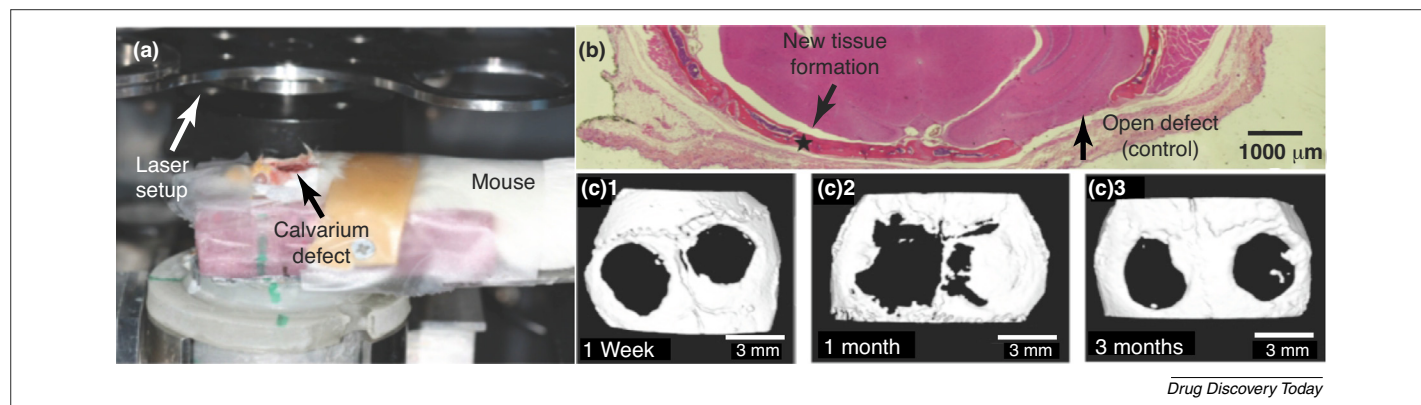 (a)
Laser
setup
Calvarium
defect
Mouse
(b)
New tissue
formation
Open defect
(control)
1000 μm
(c)1
1 Week
3 mm
(c)2
1 month
3 mm
(c)3
3 months
3 mm
Drug Discovery Today